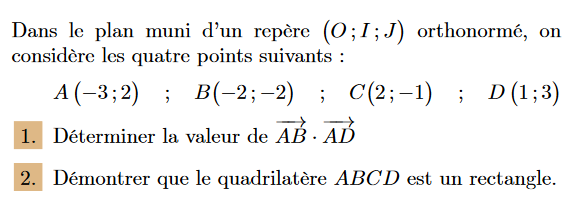 Dans le plan muni d'un repère (O ; I ; J) orthonormé, on
considère les quatre points suivants :
A(−3 ; 2) ; B(−2 ; −2) ; C(2 ; −1) ; D(1 ; 3)
1. Déterminer la valeur de $\overrightarrow{AB} \cdot \overrightarrow{AD}$
2. Démontrer que le quadrilatère ABCD est un rectangle.